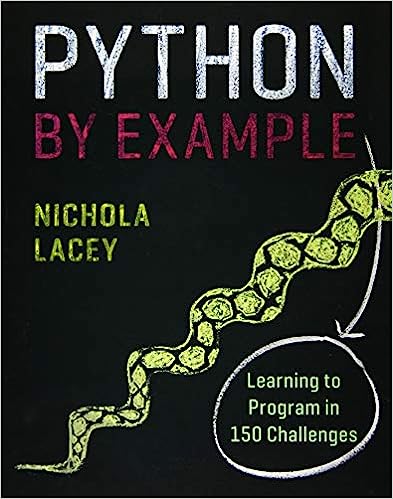 PYTHON
BY EXAMPLE
NICHOLA
LACEY
Learning to
Program in
150 Challenges